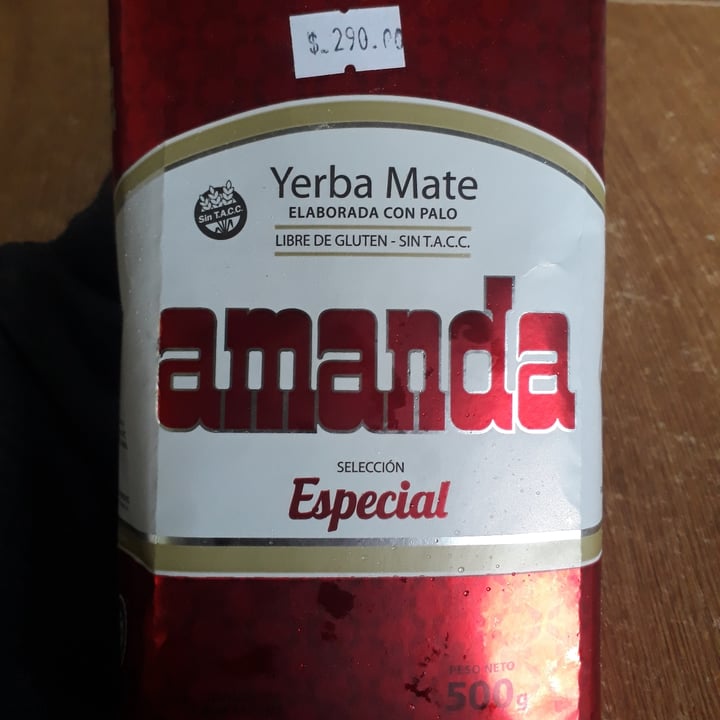 $ 290.00
Yerba Mate
ELABORADA CON PALO
LIBRE DE GLUTEN - SIN T.A.C.C.
Sin T.A.C.C.
amanda
SELECCIÓN
Especial
PESO NETO
500g